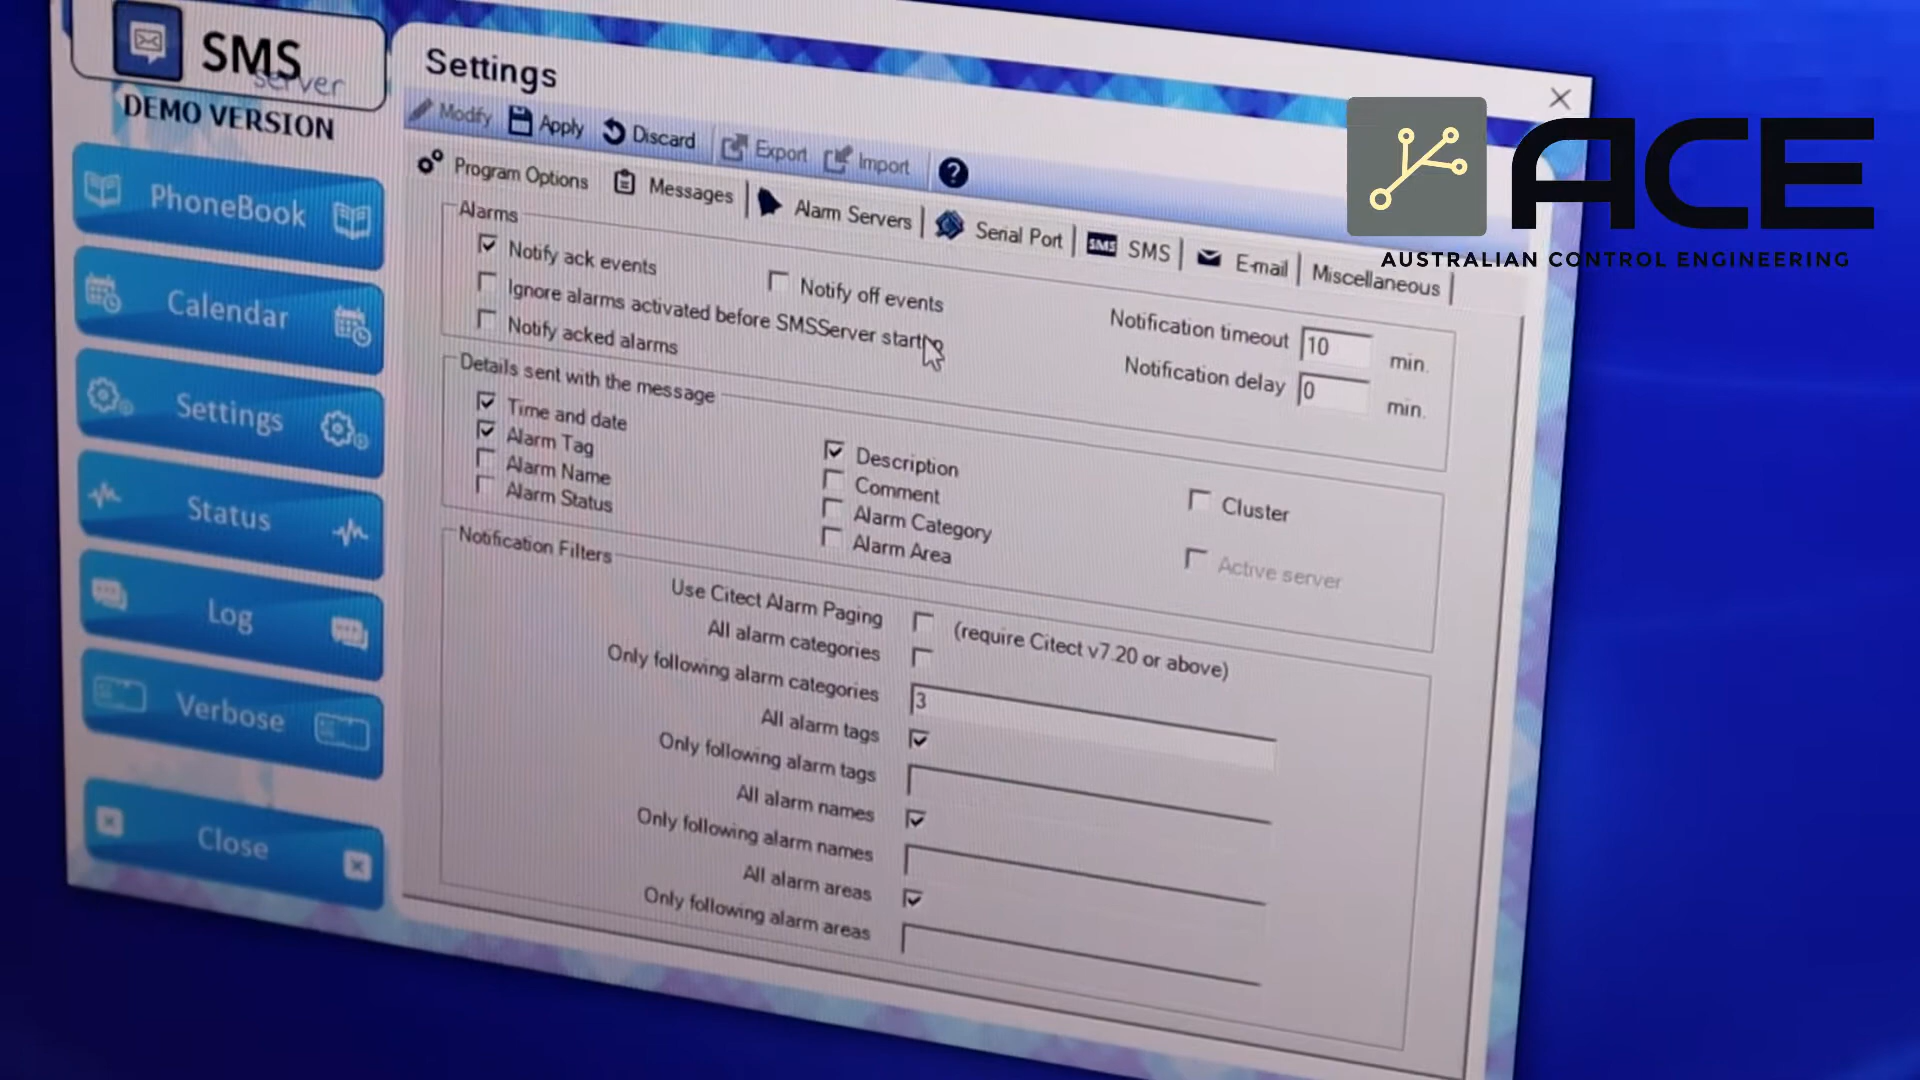 SMS
server
DEMO VERSION
PhoneBook
Calendar
Settings
Status
Log
Verbose
Close
Settings
Modify Apply Discard Export Import ?
Program Options Messages Alarm Servers Serial Port SMS SMS E-mail Miscellaneous
Alarms
Notify ack events
Notify off events
Ignore alarms activated before SMSServer start
Notify acked alarms
Notification timeout 10 min.
Notification delay 0 min.
Details sent with the message
Time and date
Alarm Tag
Alarm Name
Alarm Status
Description
Comment
Alarm Category
Alarm Area
Cluster
Active server
Notification Filters
Use Citect Alarm Paging (require Citect v7.20 or above)
All alarm categories
Only following alarm categories 3
All alarm tags
Only following alarm tags
All alarm names
Only following alarm names
All alarm areas
Only following alarm areas
ACE
AUSTRALIAN CONTROL ENGINEERING